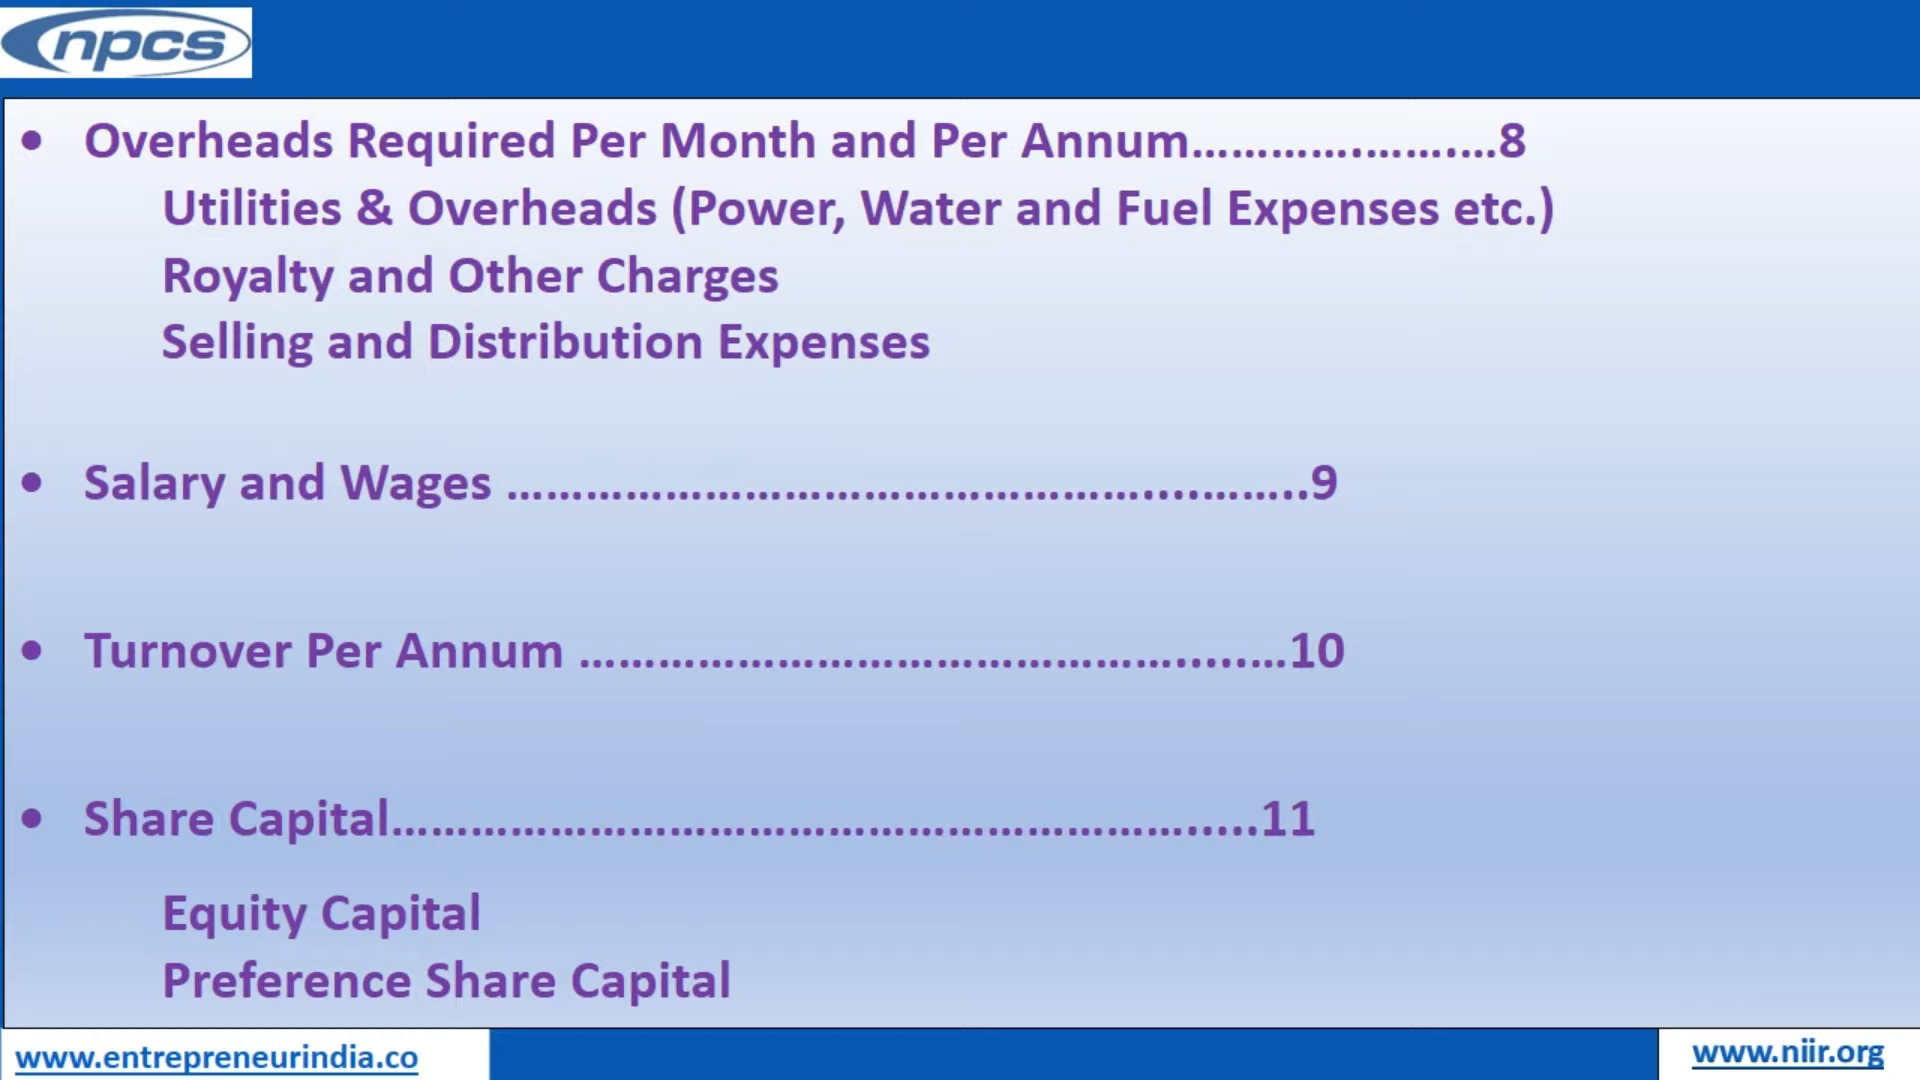 npcs
• Overheads Required Per Month and Per Annum………….…….…8
Utilities & Overheads (Power, Water and Fuel Expenses etc.)
Royalty and Other Charges
Selling and Distribution Expenses
• Salary and Wages …………………………………………....……..9
• Turnover Per Annum ……………………………………….....…10
• Share Capital…………………………………………………….....11
Equity Capital
Preference Share Capital
www.entrepreneurindia.co
www.niir.org